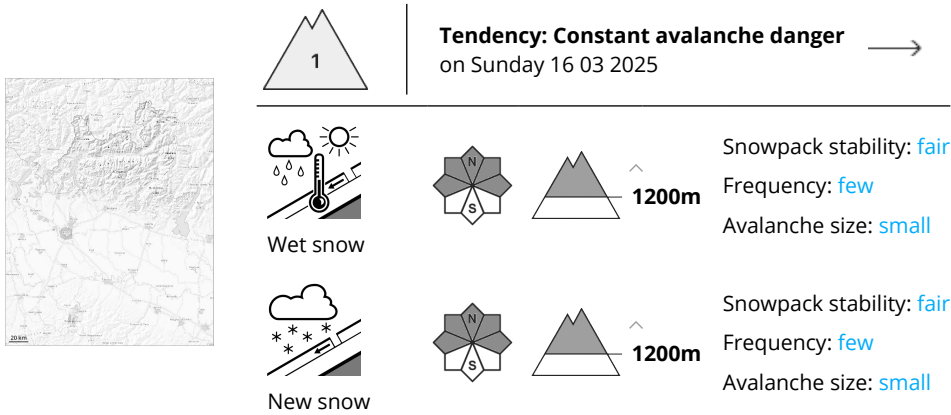 1
Tendency: Constant avalanche danger
on Sunday 16 03 2025
20 km
N
S
1200m
Snowpack stability: fair
Frequency: few
Avalanche size: small
Wet snow
N
S
1200m
Snowpack stability: fair
Frequency: few
Avalanche size: small
New snow